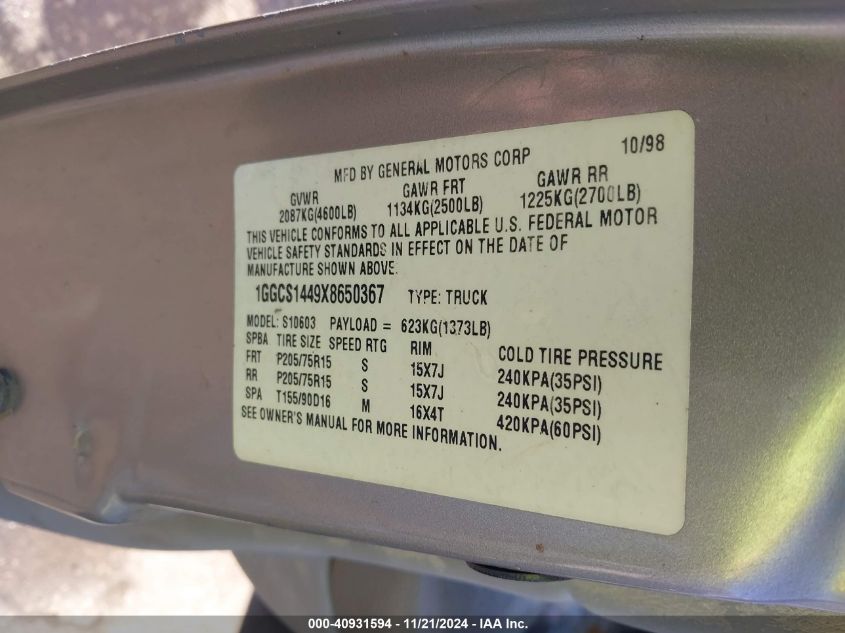 MFD BY GENERAL MOTORS CORP 10/98
GVWR GAWR FRT GAWR RR
2087KG(4600LB) 1134KG(2500LB) 1225KG(2700LB)
THIS VEHICLE CONFORMS TO ALL APPLICABLE U.S. FEDERAL MOTOR
VEHICLE SAFETY STANDARDS IN EFFECT ON THE DATE OF
MANUFACTURE SHOWN ABOVE.
1GGCS1449X8650367 TYPE: TRUCK
MODEL: S10603 PAYLOAD = 623KG(1373LB)
SPBA TIRE SIZE SPEED RTG RIM COLD TIRE PRESSURE
FRT P205/75R15 S 15X7J 240KPA(35PSI)
RR P205/75R15 S 15X7J 240KPA(35PSI)
SPA T155/90D16 M 16X4T 420KPA(60PSI)
SEE OWNER'S MANUAL FOR MORE INFORMATION.
000-40931594 - 11/21/2024 - IAA Inc.